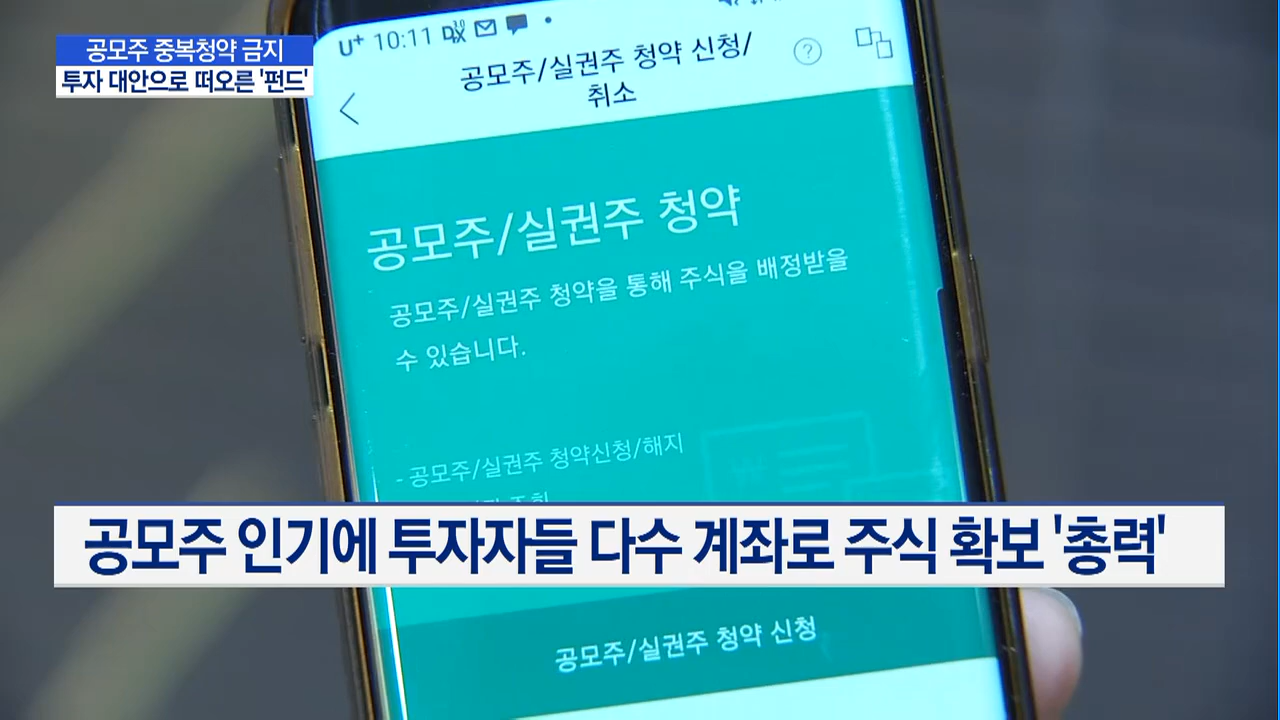 공모주 중복청약 금지
투자 대안으로 떠오른 '펀드'
U+ 10:11
공모주/실권주 청약 신청/
취소
?
공모주/실권주 청약
공모주/실권주 청약을 통해 주식을 배정받을
수 있습니다.
- 공모주/실권주 청약신청/해지
공모주 인기에 투자자들 다수 계좌로 주식 확보 '총력'
공모주/실권주 청약 신청